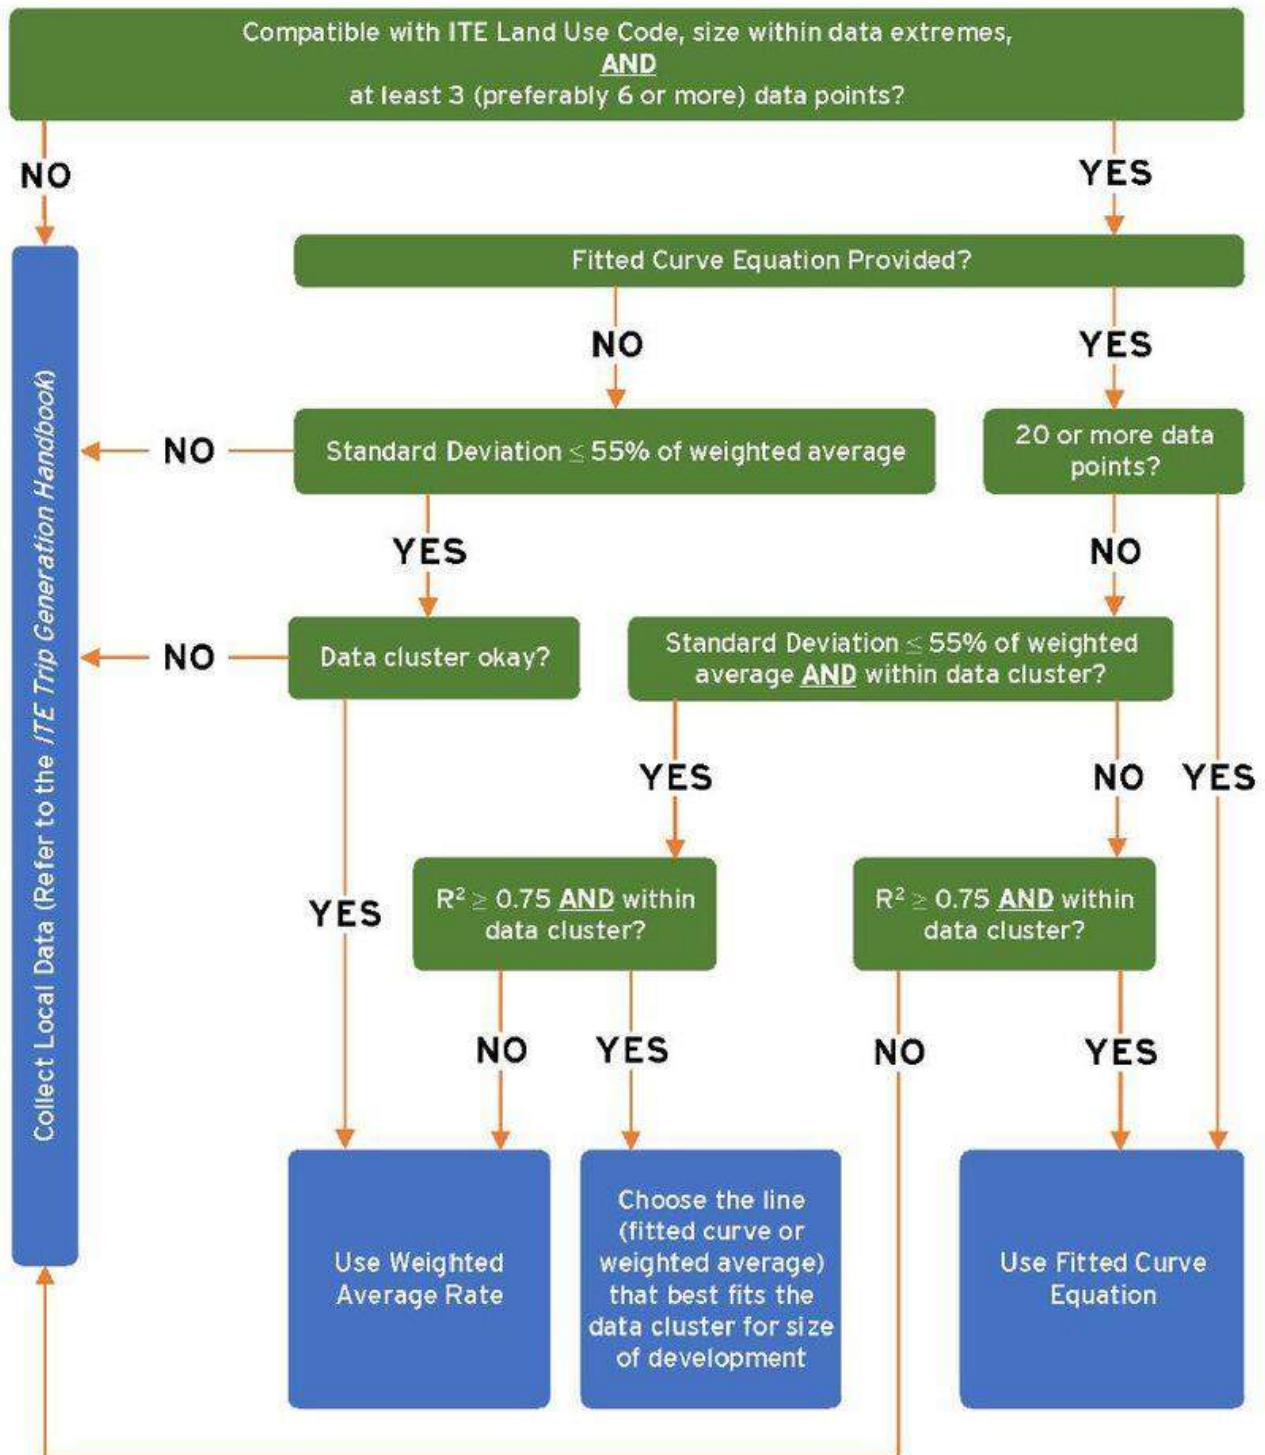 Compatible with ITE Land Use Code, size within data extremes,
AND
at least 3 (preferably 6 or more) data points?
NO
YES
Fitted Curve Equation Provided?
NO
YES
Standard Deviation ≤ 55% of weighted average
20 or more data
points?
NO
YES
NO
Data cluster okay?
Standard Deviation ≤ 55% of weighted
average AND within data cluster?
NO
YES
NO
YES
Collect Local Data (Refer to the ITE Trip Generation Handbook)
R² ≥ 0.75 AND within
data cluster?
R² ≥ 0.75 AND within
data cluster?
YES
NO
YES
NO
YES
Use Weighted
Average Rate
Choose the line
(fitted curve or
weighted average)
that best fits the
data cluster for size
of development
Use Fitted Curve
Equation